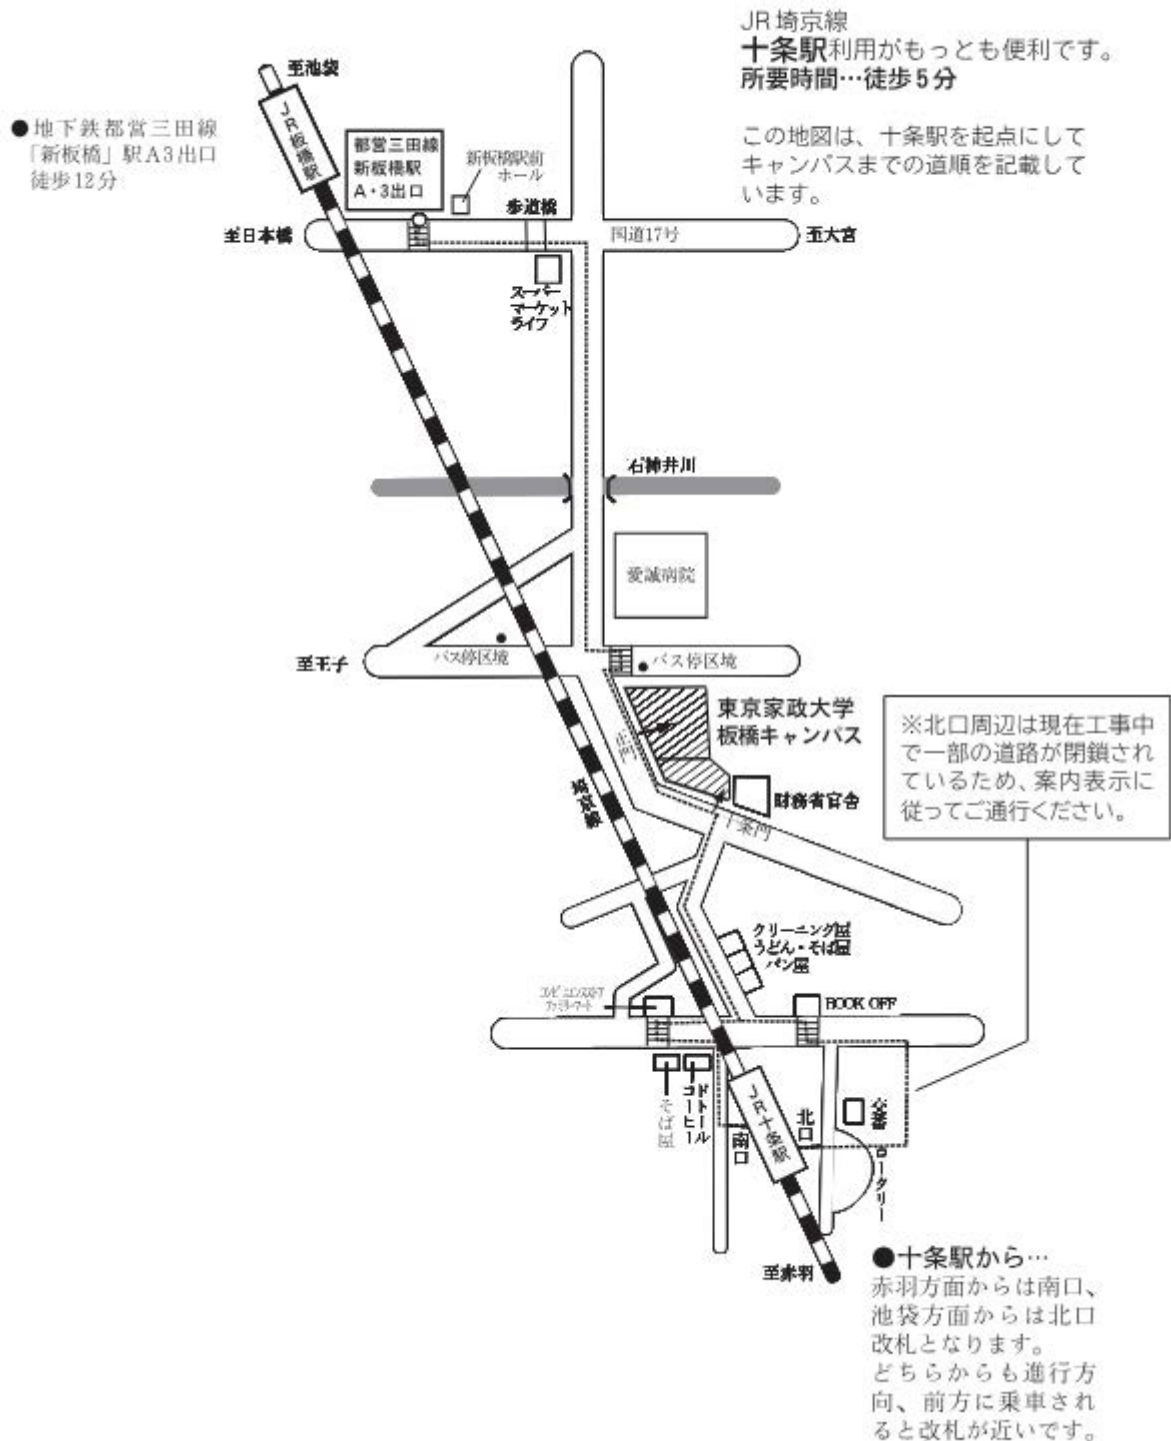 JR 埼京線
十条駅利用がもっとも便利です。
所要時間…徒歩5分
この地図は、十条駅を起点にして
キャンパスまでの道順を記載して
います。
至池袋
JR板橋駅
●地下鉄都営三田線
「新板橋」駅A3出口
徒歩12分
都営三田線
新板橋駅
A・3出口
新板橋駅前
ホール
歩道橋
至日本橋
国道17号
至大宮
スーパー
マーケット
ライフ
石神井川
愛誠病院
至王子
バス停区境
バス停区境
東京家政大学
板橋キャンパス
正門
※北口周辺は現在工事中
で一部の道路が閉鎖され
ているため、案内表示に
従ってご通行ください。
埼京線
財務省官舎
十条門
クリーニング屋
うどん・そば屋
パン屋
コンビニエンスストア
ファミリーマート
BOOK OFF
そば屋
ドトール
コーヒー
南口
JR十条駅
北口
交番
ロータリー
至赤羽
●十条駅から…
赤羽方面からは南口、
池袋方面からは北口
改札となります。
どちらからも進行方
向、前方に乗車され
ると改札が近いです。